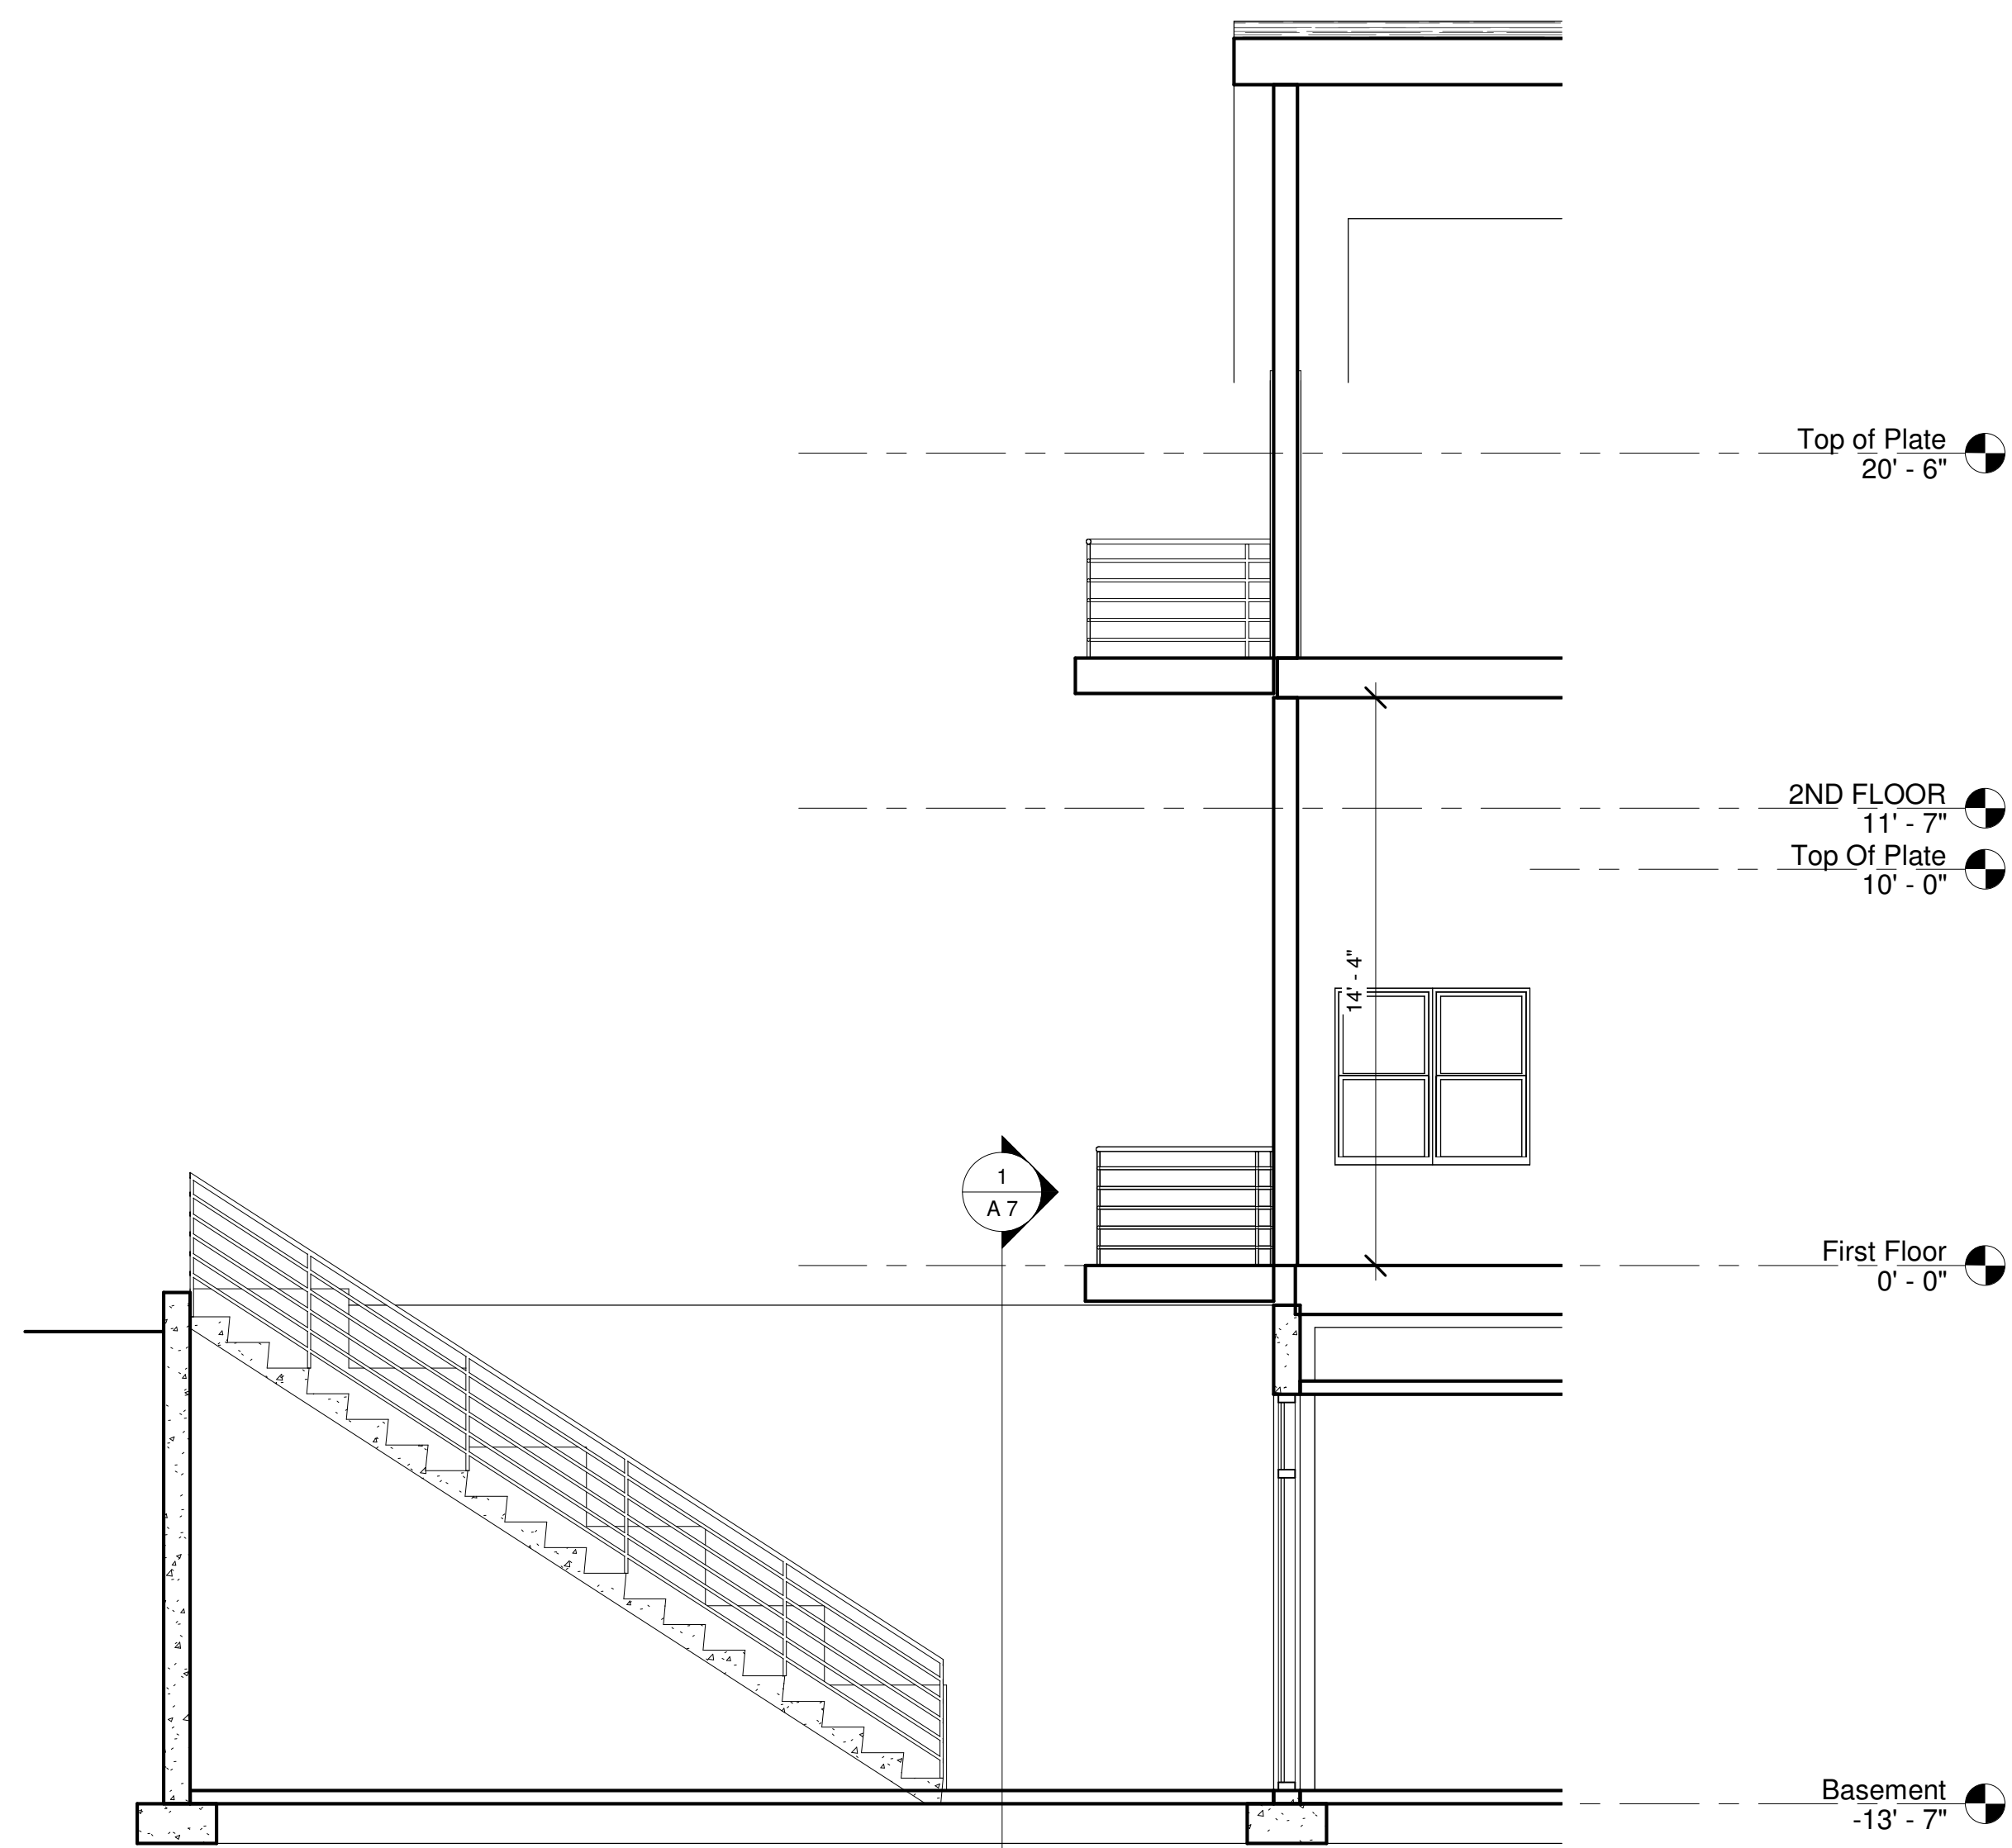 Top of Plate
20' - 6"
2ND FLOOR
11' - 7"
Top Of Plate
10' - 0"
14' - 4"
1
A 7
First Floor
0' - 0"
Basement
-13' - 7"